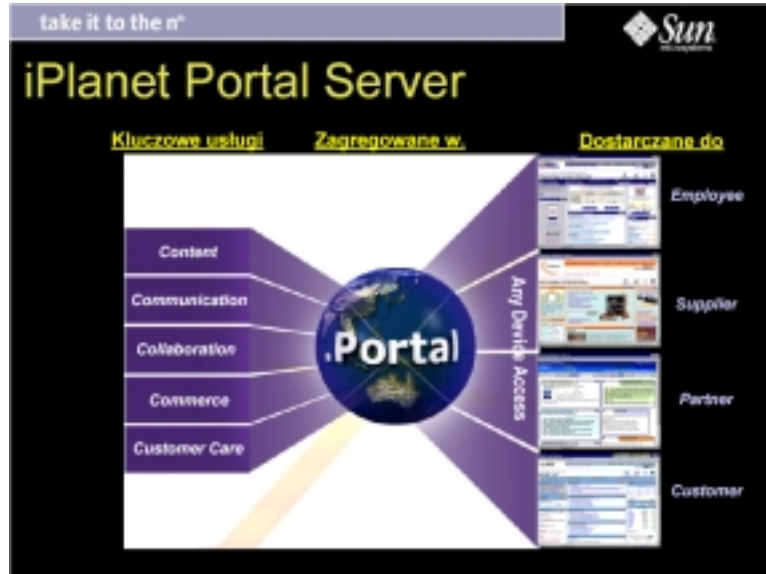 take it to the nth
Sun
microsystems
iPlanet Portal Server
Kluczowe usługi
Zagregowane w.
Dostarczane do
Content
Communication
Collaboration
Commerce
Customer Care
.Portal
Any Device Access
Employee
Supplier
Partner
Customer